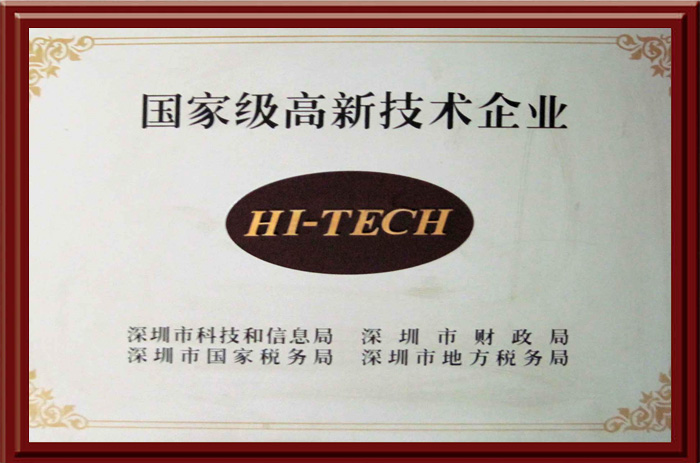 国家级高新技术企业
HI-TECH
深圳市科技和信息局 深圳市财政局
深圳市国家税务局 深圳市地方税务局